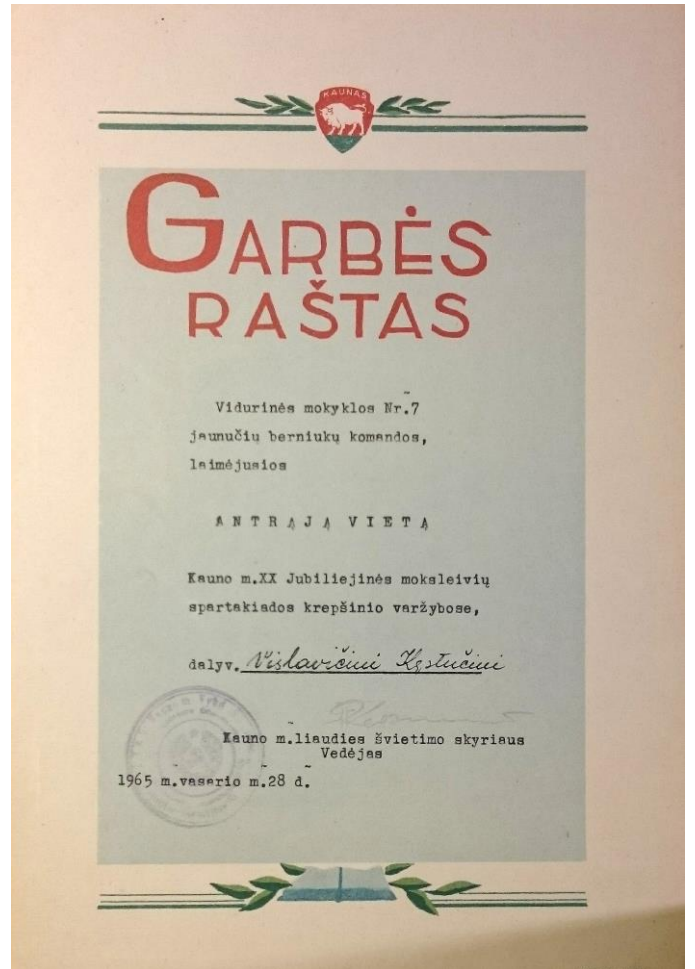 KAUNAS
GARBĖS
RAŠTAS
Vidurinės mokyklos Nr.7
jaunučių berniukų komandos,
laimėjusios
ANTRĄJĄ VIETĄ
Kauno m.XX Jubiliejinės moksleivių
spartakiados krepšinio varžybose,
dalyv. Vislavičiui Kęstučiui
Kauno m.liaudies švietimo skyriaus
Vedėjas
1965 m.vasario m.28 d.